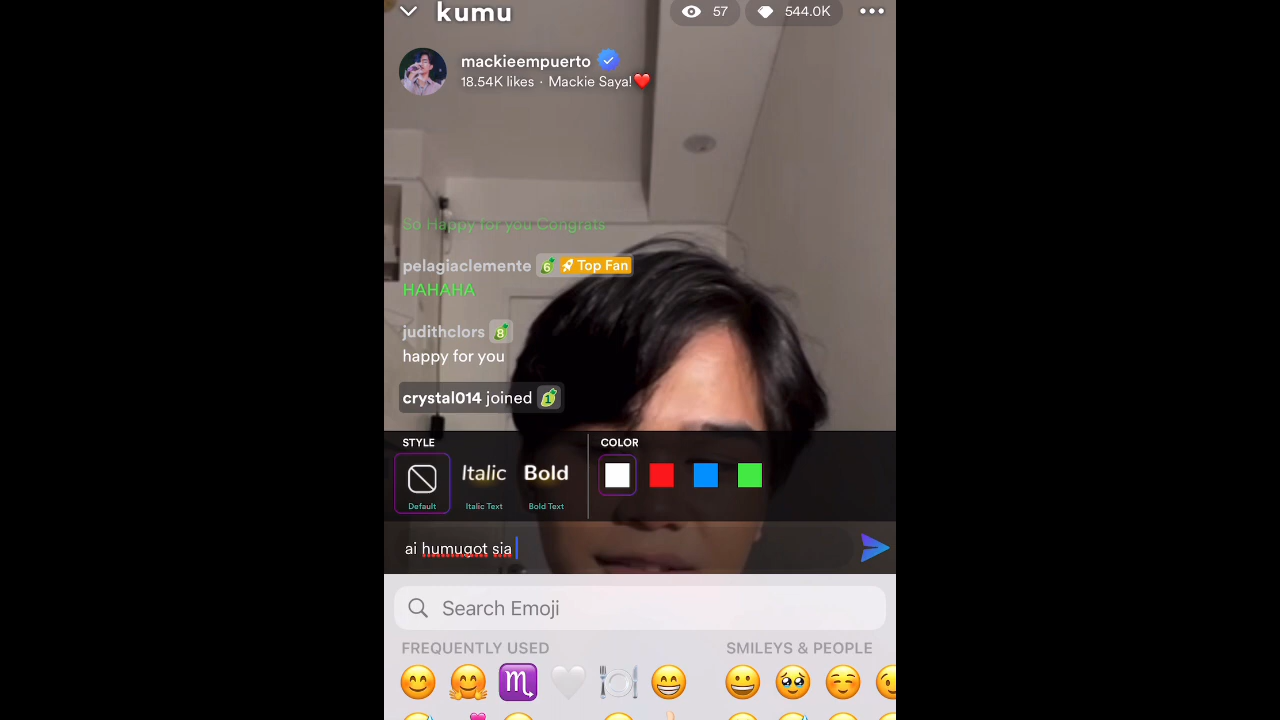 kumu
57
544.0K
mackieempuerto
18.54K likes · Mackie Saya!❤️
So Happy for you Congrats
pelagiaclemente 6 Top Fan
HAHAHA
judithclors 8
happy for you
crystal014 joined 1
STYLE
COLOR
Italic
Bold
Default
Italic Text
Bold Text
ai humugot sia
Search Emoji
FREQUENTLY USED
SMILEYS & PEOPLE